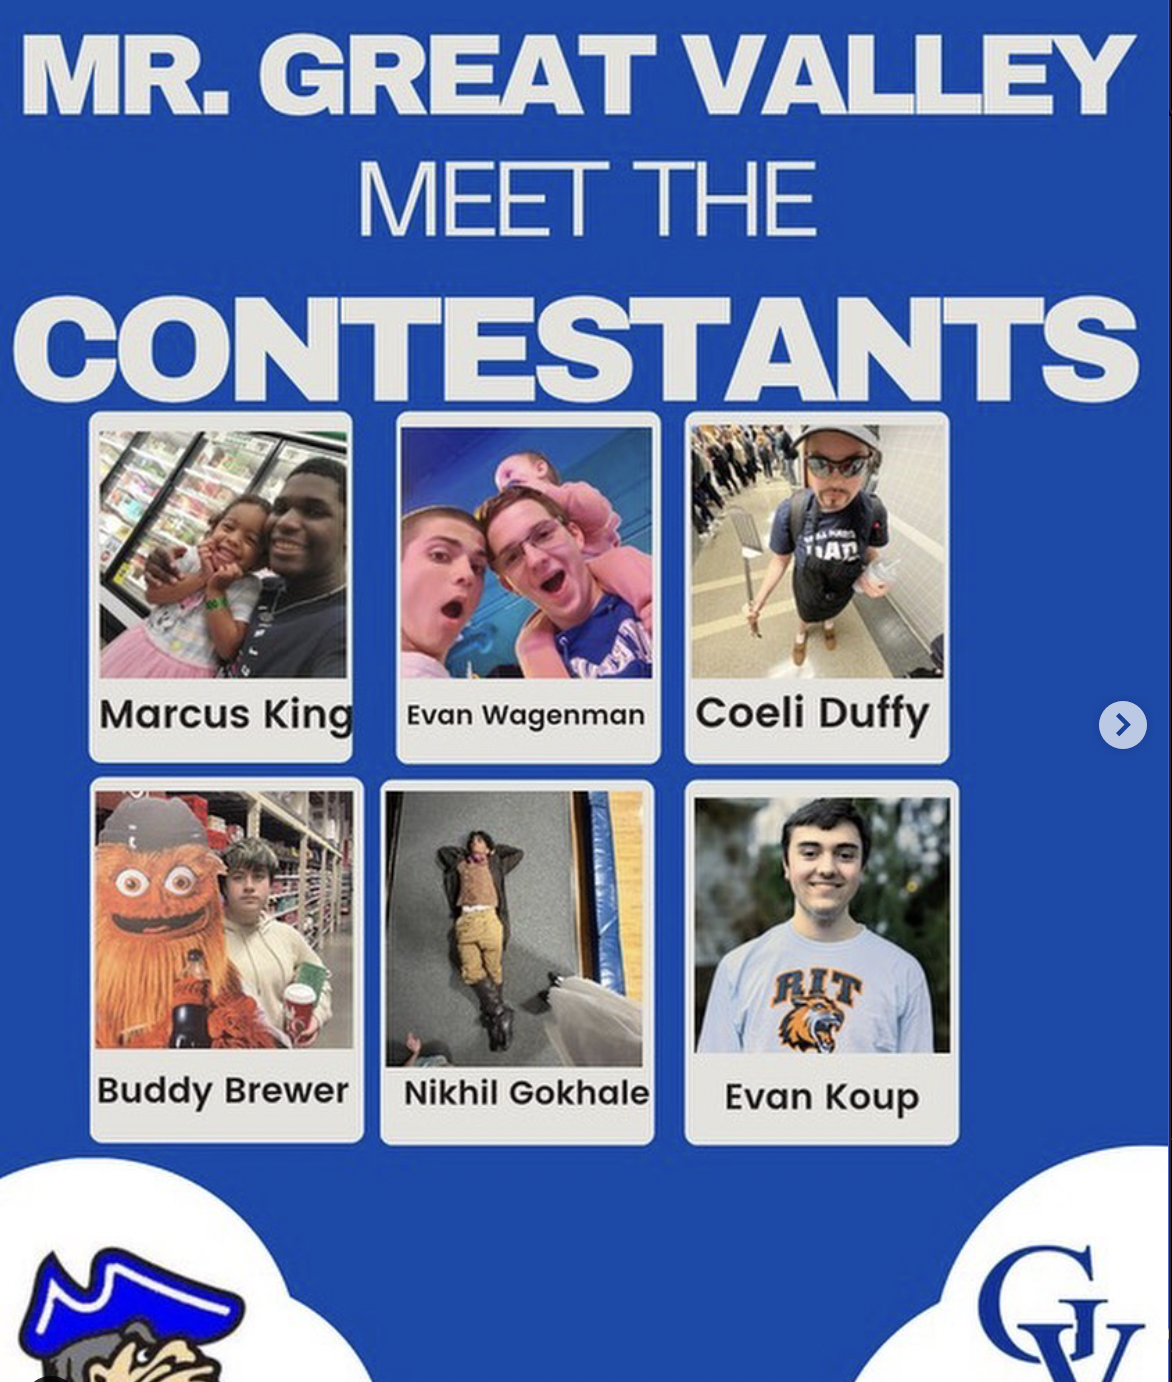 MR. GREAT VALLEY
MEET THE
CONTESTANTS
DAD
Marcus King
Evan Wagenman
Coeli Duffy
RIT
Buddy Brewer
Nikhil Gokhale
Evan Koup
GV